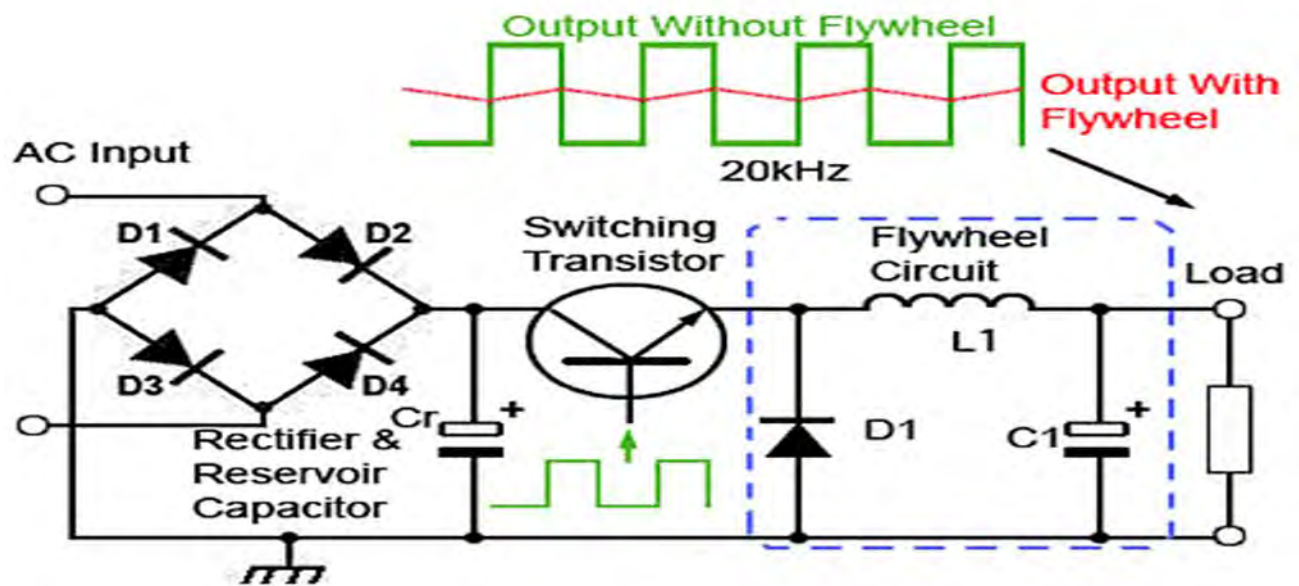 Output Without Flywheel
Output With
Flywheel
20kHz
AC Input
D1
D2
D3
D4
Switching
Transistor
Flywheel
Circuit
Load
L1
Cr
+
Rectifier &
Reservoir
Capacitor
D1
C1
+